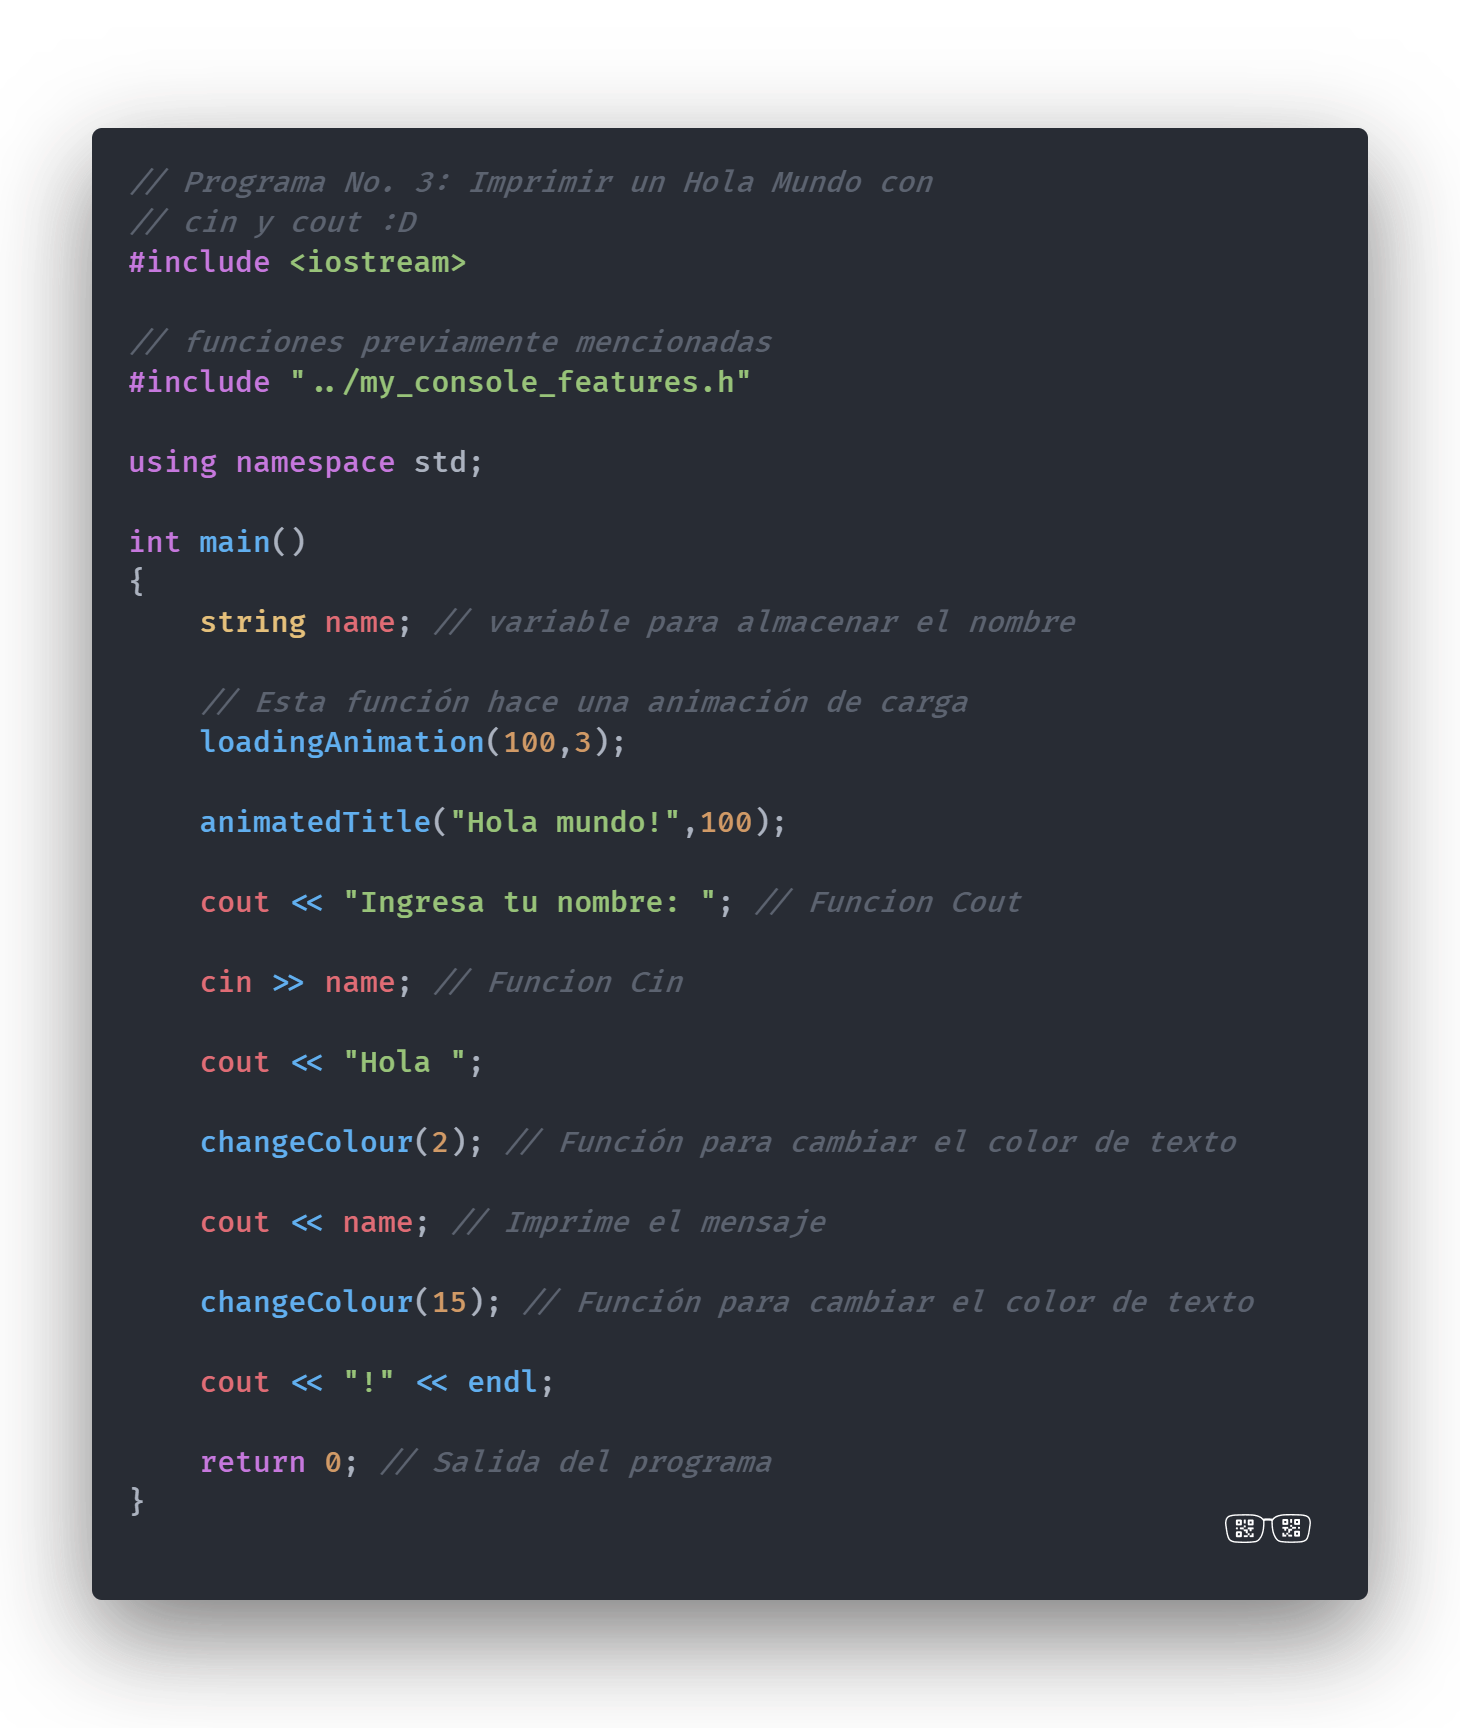 // Programa No. 3: Imprimir un Hola Mundo con
// cin y cout :D
#include <iostream>
// funciones previamente mencionadas
#include "../my_console_features.h"
using namespace std;
int main()
{
string name; // variable para almacenar el nombre
// Esta función hace una animación de carga
loadingAnimation(100,3);
animatedTitle("Hola mundo!",100);
cout << "Ingresa tu nombre: "; // Funcion Cout
cin >> name; // Funcion Cin
cout << "Hola ";
changeColour(2); // Función para cambiar el color de texto
cout << name; // Imprime el mensaje
changeColour(15); // Función para cambiar el color de texto
cout << "!" << endl;
return 0; // Salida del programa
}